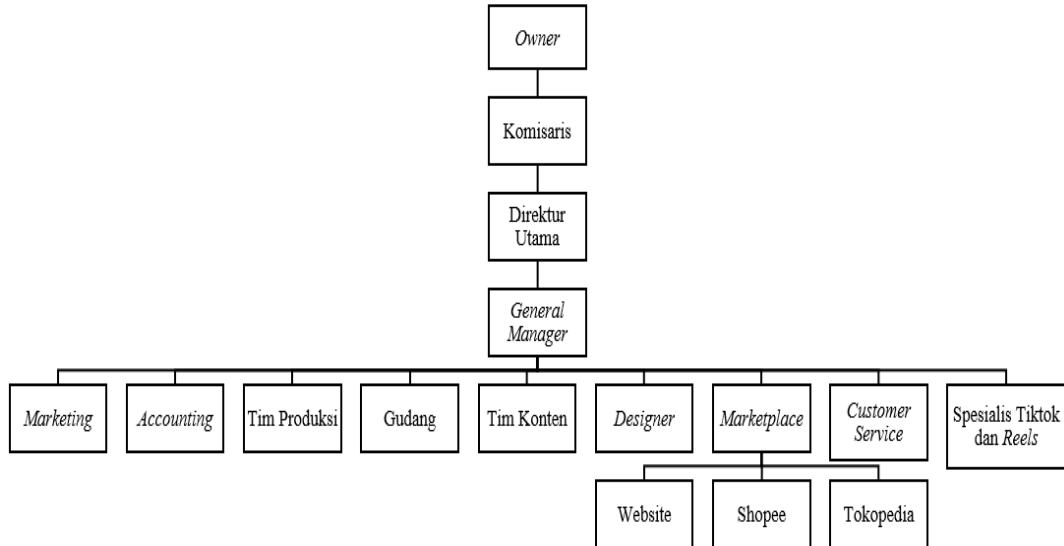 Owner
Komisaris
Direktur
Utama
General
Manager
Marketing
Accounting
Tim Produksi
Gudang
Tim Konten
Designer
Marketplace
Customer
Service
Spesialis Tiktok
dan Reels
Website
Shopee
Tokopedia